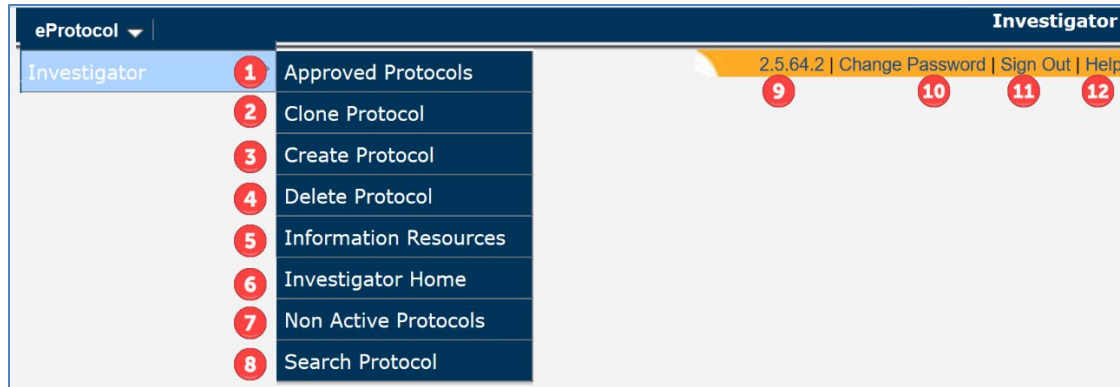 Investigator
eProtocol
2.5.64.2 | Change Password | Sign Out | Help
9 10 11 12
Investigator 1 Approved Protocols
2 Clone Protocol
3 Create Protocol
4 Delete Protocol
5 Information Resources
6 Investigator Home
7 Non Active Protocols
8 Search Protocol